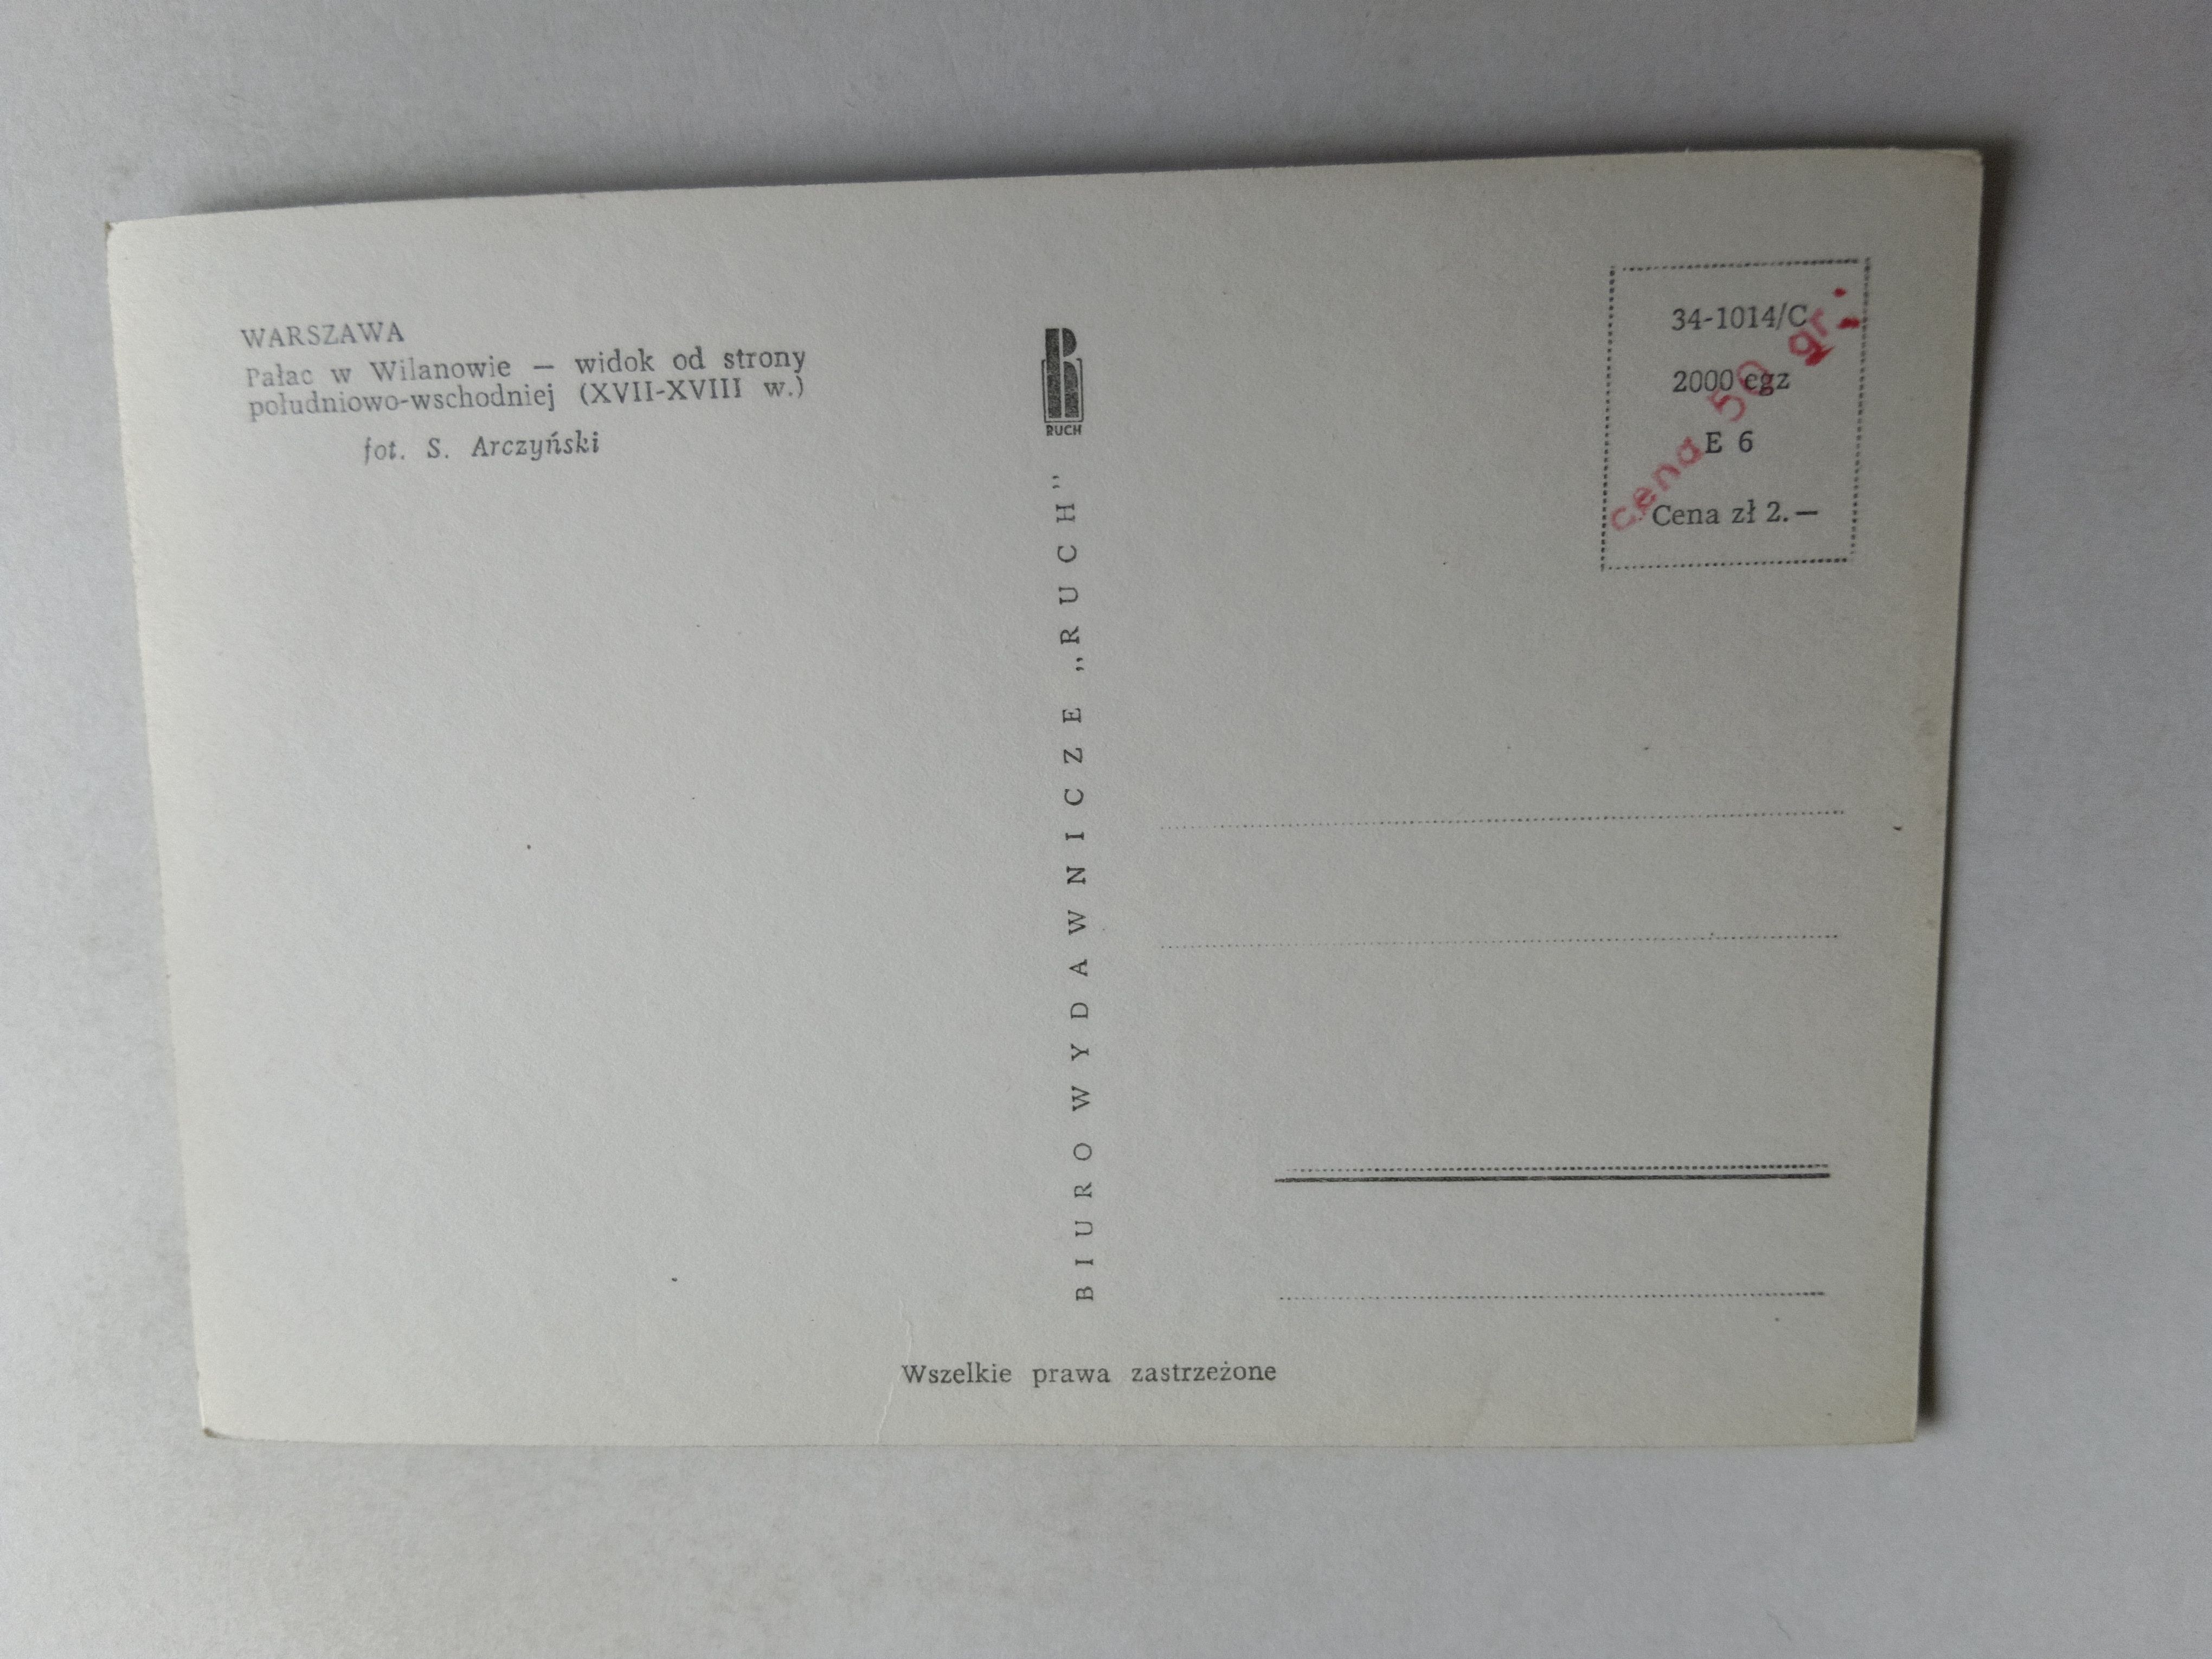 WARSZAWA
Pałac w Wilanowie — widok od strony
południowo-wschodniej (XVII-XVIII w.)
fot. S. Arczyński
RUCH
BIURO WYDAWNICZE „RUCH”
34-1014/C
2000 egz
E 6
Cena zł 2.—
cena 50 gr.
Wszelkie prawa zastrzeżone